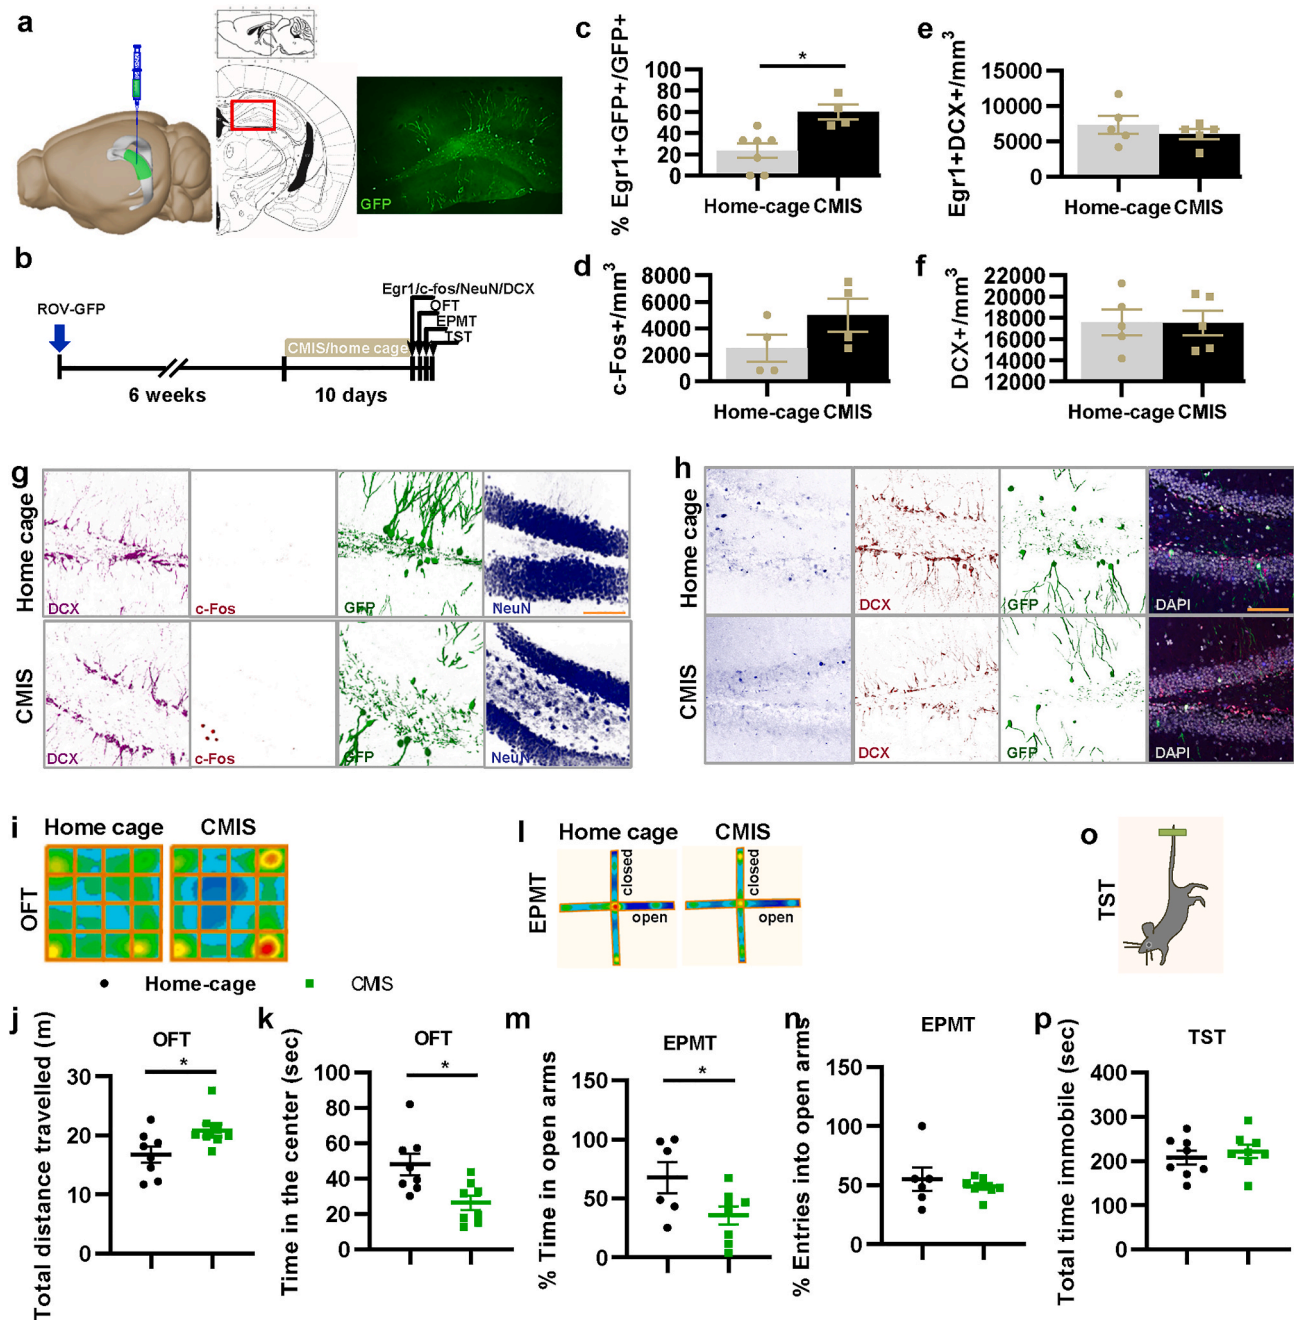 a
GFP
b
ROV-GFP
Egr1/c-fos/NeuN/DCX
OFT
EPMT
TST
CMIS/home cage
6 weeks
10 days
c
% Egr1+GFP+/GFP+
100
80
60
40
20
0
*
Home-cage CMIS
d
c-Fos+/mm3
8000
6000
4000
2000
0
Home-cage CMIS
e
Egr1+DCX+/mm3
15000
10000
5000
0
Home-cage CMIS
f
DCX+/mm3
22000
20000
18000
16000
14000
12000
Home-cage CMIS
g
Home cage
DCX
c-Fos
GFP
NeuN
CMIS
DCX
c-Fos
GFP
NeuN
h
Home cage
DCX
GFP
DAPI
CMIS
DCX
GFP
DAPI
i
Home cage
CMIS
OFT
Home-cage
CMIS
l
Home cage
CMIS
EPMT
closed
open
closed
open
o
TST
j
OFT
Total distance travelled (m)
30
20
10
0
*
k
OFT
Time in the center (sec)
100
80
60
40
20
0
*
m
EPMT
% Time in open arms
150
100
50
0
*
n
EPMT
% Entries into open arms
150
100
50
0
p
TST
Total time immobile (sec)
400
300
200
100
0